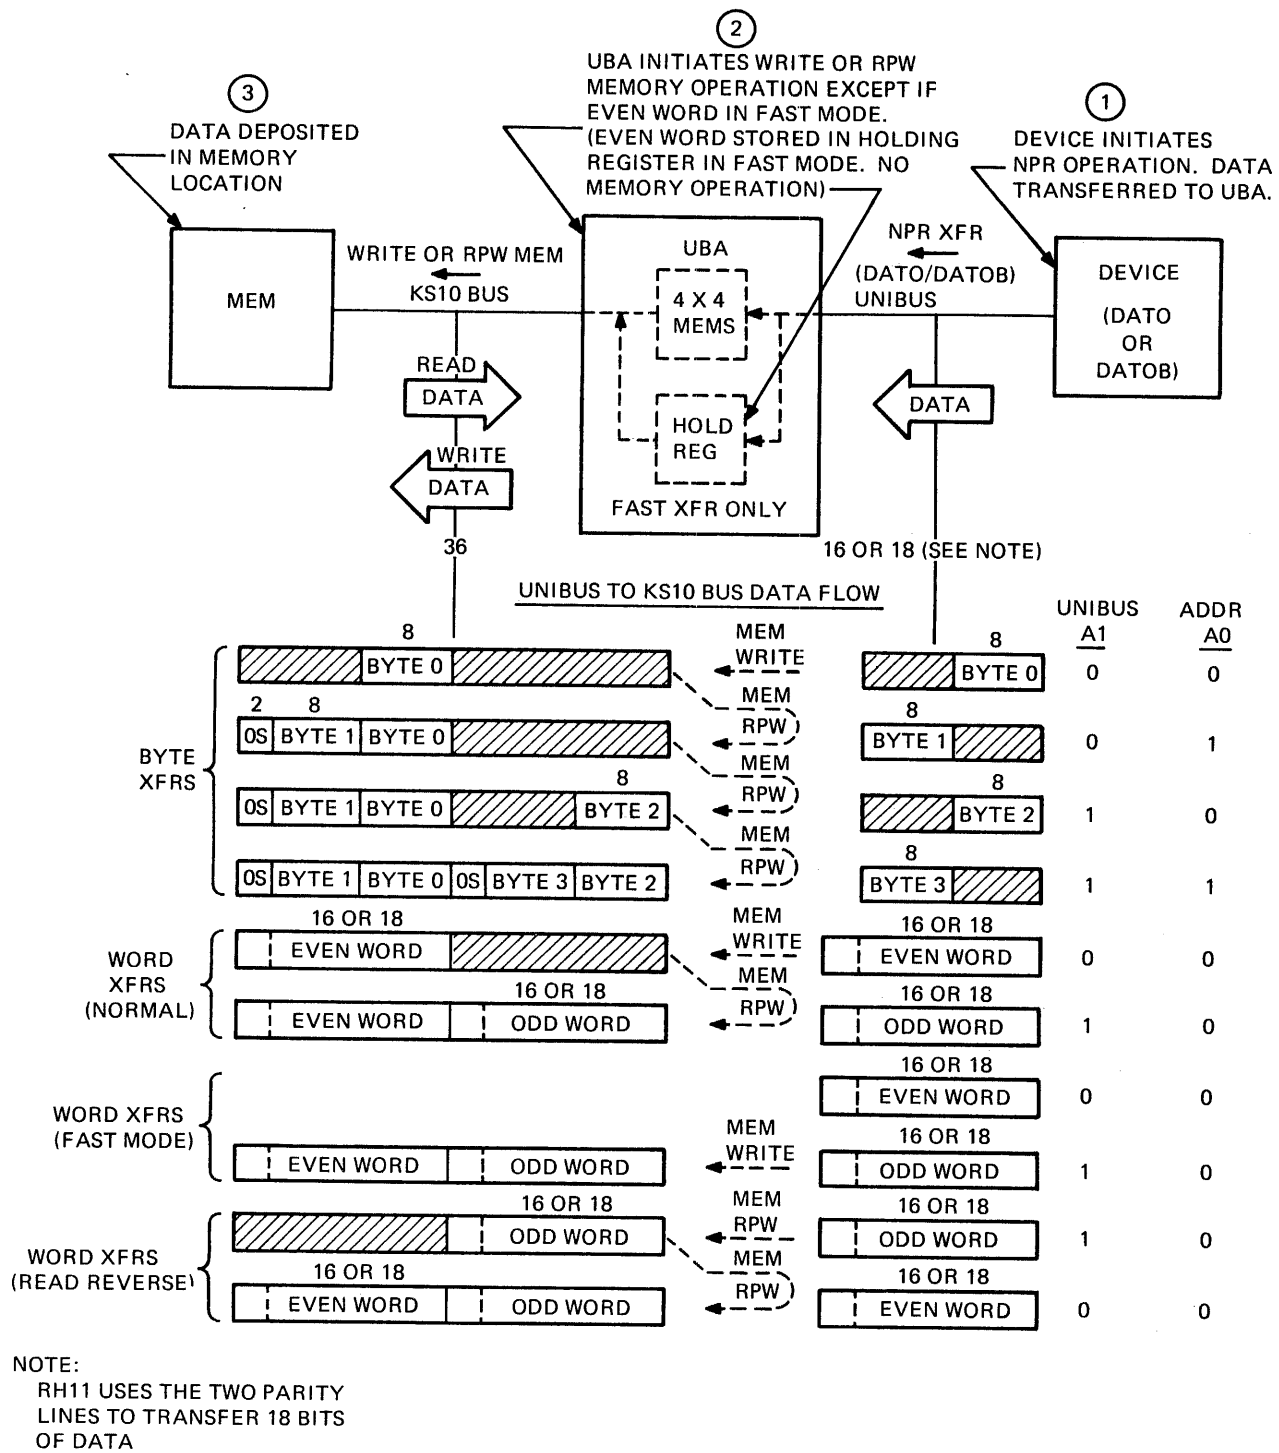 2
UBA INITIATES WRITE OR RPW
MEMORY OPERATION EXCEPT IF
EVEN WORD IN FAST MODE.
(EVEN WORD STORED IN HOLDING
REGISTER IN FAST MODE. NO
MEMORY OPERATION)
3
DATA DEPOSITED
IN MEMORY
LOCATION
1
DEVICE INITIATES
NPR OPERATION. DATA
TRANSFERRED TO UBA.
MEM
WRITE OR RPW MEM
KS10 BUS
UBA
4 X 4
MEMS
HOLD
REG
FAST XFR ONLY
NPR XFR
(DATO/DATOB)
UNIBUS
DEVICE
(DATO
OR
DATOB)
READ
DATA
WRITE
DATA
DATA
36
16 OR 18 (SEE NOTE)
UNIBUS TO KS10 BUS DATA FLOW
UNIBUS ADDR
A1 A0
BYTE
XFRS
8
BYTE 0
MEM
WRITE
8
BYTE 0
0 0
2 8
0S BYTE 1 BYTE 0
MEM
RPW
8
BYTE 1
0 1
8
0S BYTE 1 BYTE 0 BYTE 2
MEM
RPW
8
BYTE 2
1 0
0S BYTE 1 BYTE 0 0S BYTE 3 BYTE 2
MEM
RPW
8
BYTE 3
1 1
WORD
XFRS
(NORMAL)
16 OR 18
EVEN WORD
MEM
WRITE
16 OR 18
EVEN WORD
0 0
16 OR 18
EVEN WORD ODD WORD
MEM
RPW
16 OR 18
ODD WORD
1 0
WORD XFRS
(FAST MODE)
16 OR 18
EVEN WORD
0 0
EVEN WORD ODD WORD
MEM
WRITE
16 OR 18
ODD WORD
1 0
WORD XFRS
(READ REVERSE)
16 OR 18
ODD WORD
MEM
RPW
16 OR 18
ODD WORD
1 0
16 OR 18
EVEN WORD ODD WORD
MEM
RPW
16 OR 18
EVEN WORD
0 0
NOTE:
RH11 USES THE TWO PARITY
LINES TO TRANSFER 18 BITS
OF DATA